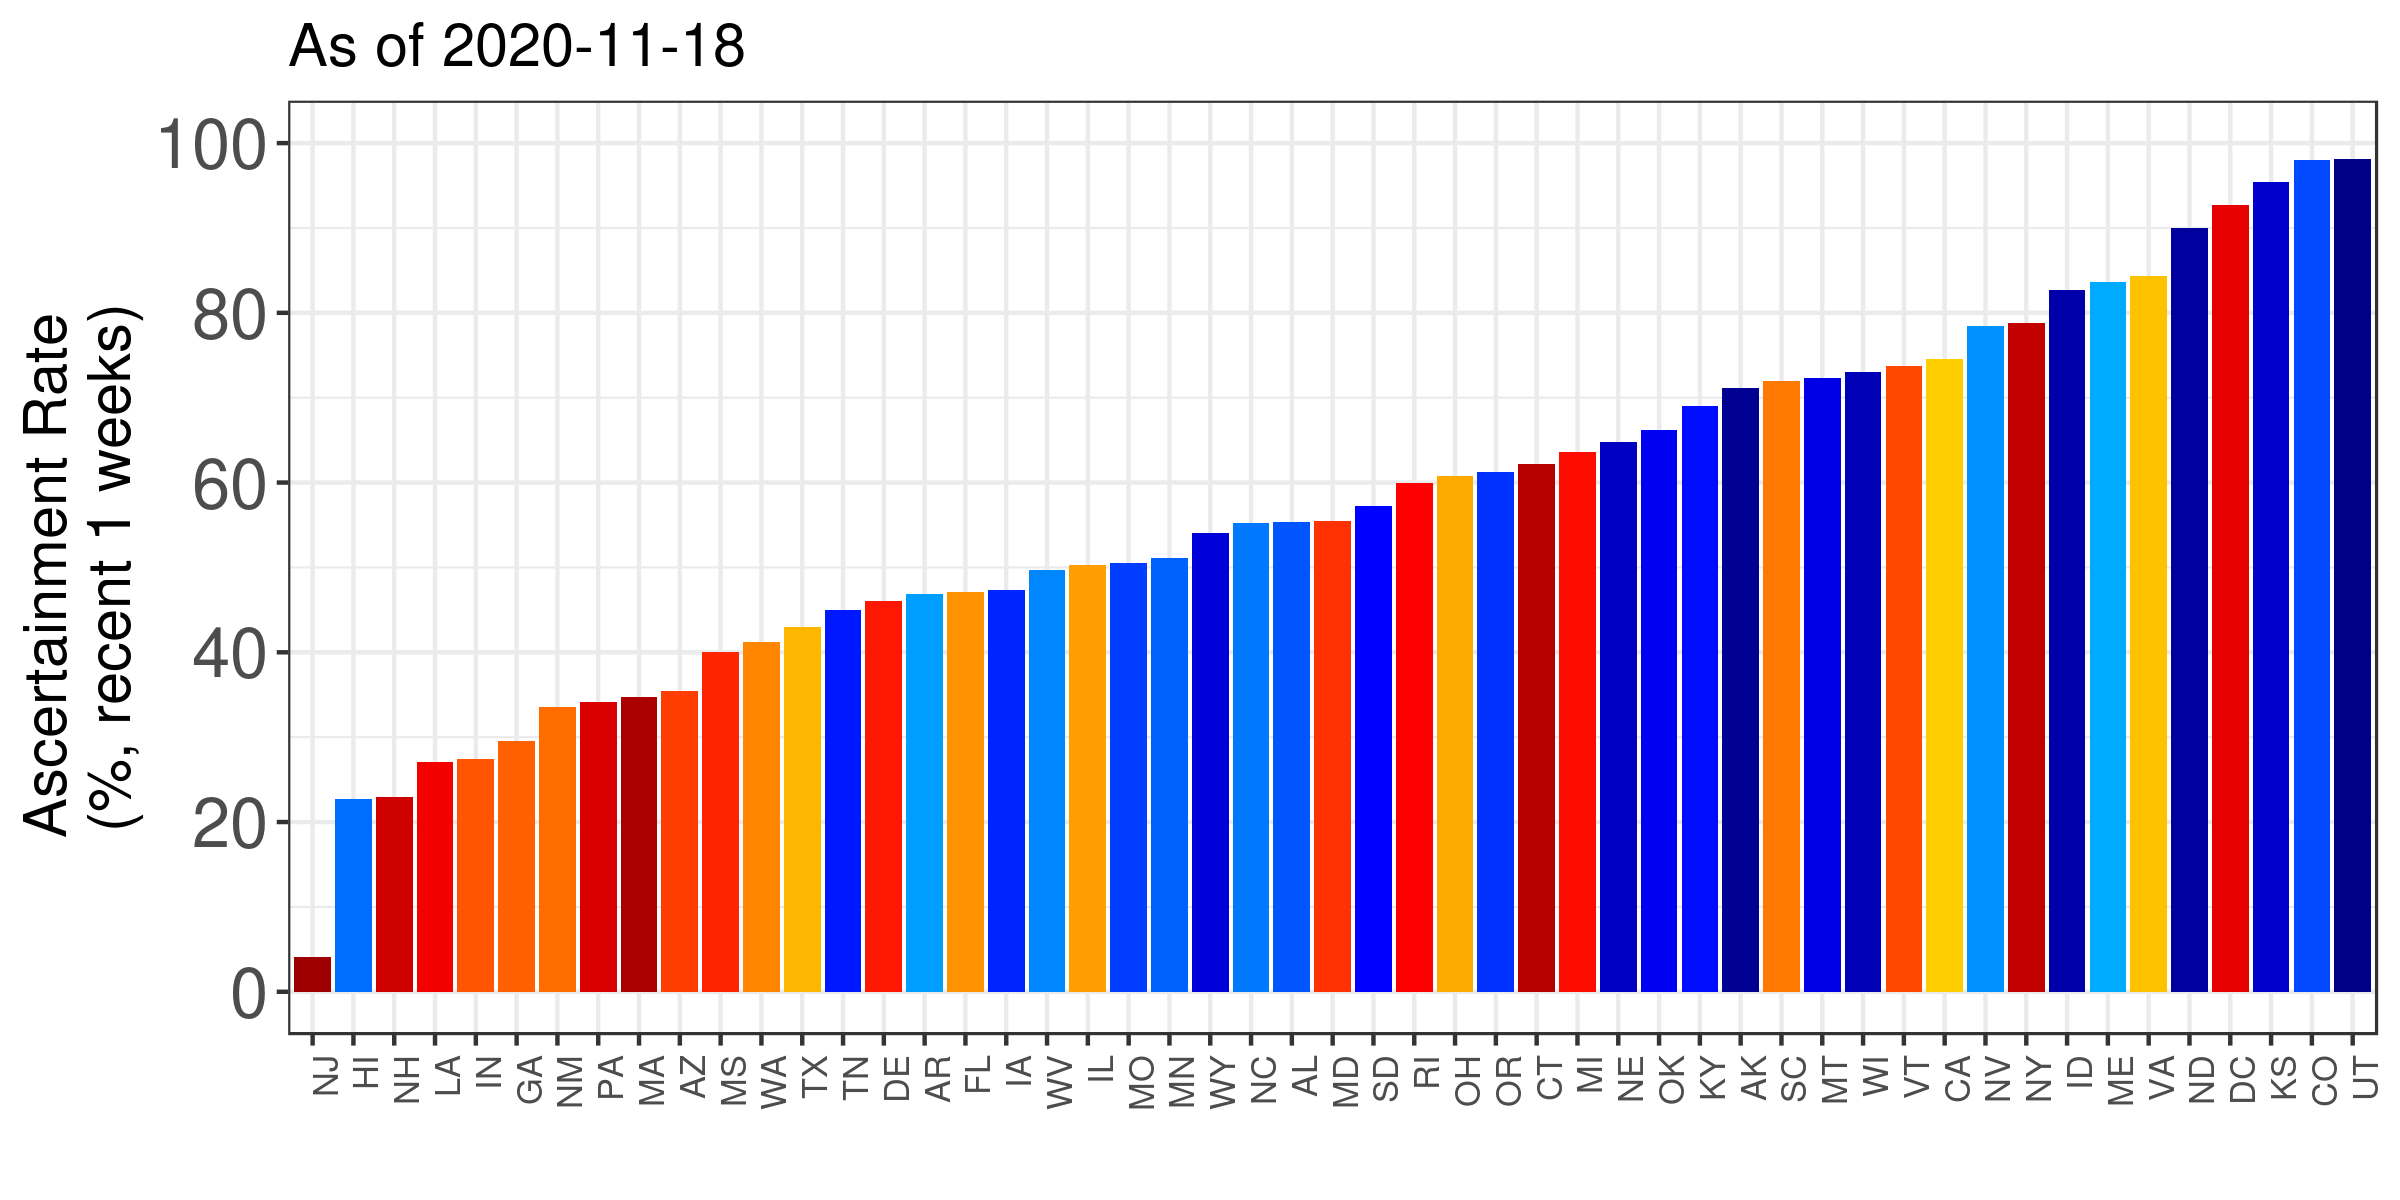 As of 2020-11-18
Ascertainment Rate
(%, recent 1 weeks)
100
80
60
40
20
0
NJ HI NH LA IN GA NM PA MA AZ MS WA TX TN DE AR FL IA WV IL MO MN WY NC AL MD SD RI OH OR CT MI NE OK KY AK SC MT WI VT CA NV NY ID ME VA ND DC KS CO UT